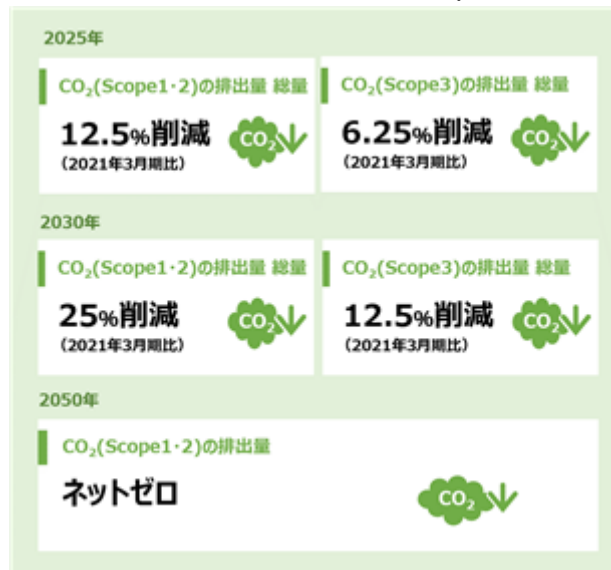 2025年
CO₂(Scope1・2)の排出量 総量
12.5%削減
（2021年3月期比）
CO₂
CO₂(Scope3)の排出量 総量
6.25%削減
（2021年3月期比）
CO₂
2030年
CO₂(Scope1・2)の排出量 総量
25%削減
（2021年3月期比）
CO₂
CO₂(Scope3)の排出量 総量
12.5%削減
（2021年3月期比）
CO₂
2050年
CO₂(Scope1・2)の排出量
ネットゼロ
CO₂